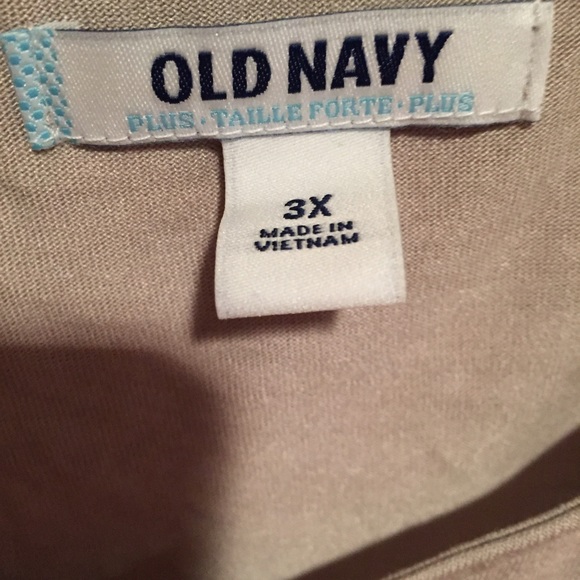 OLD NAVY
PLUS · TAILLE FORTE · PLUS
3X
MADE IN
VIETNAM